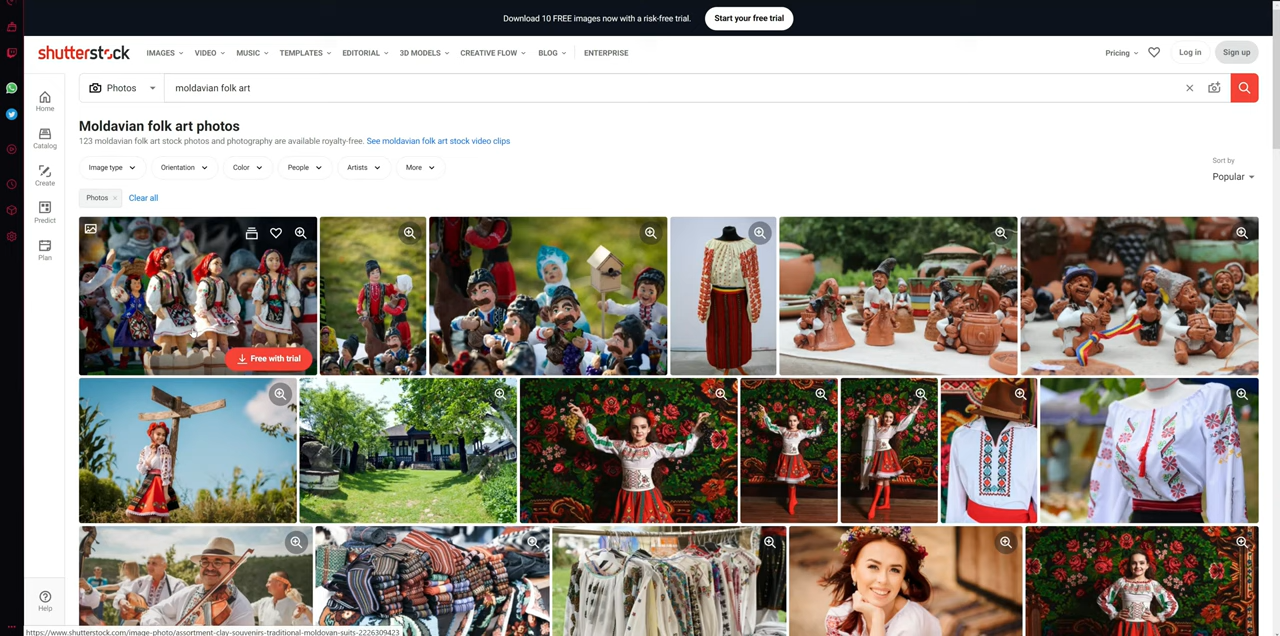 Download 10 FREE images now with a risk-free trial.
Start your free trial
shutterstock
IMAGES
VIDEO
MUSIC
TEMPLATES
EDITORIAL
3D MODELS
CREATIVE FLOW
BLOG
ENTERPRISE
Pricing
Log in
Sign up
Photos
moldavian folk art
Home
Catalog
Create
Predict
Plan
Moldavian folk art photos
123 moldavian folk art stock photos and photography are available royalty-free. See moldavian folk art stock video clips
Image type
Orientation
Color
People
Artists
More
Sort by
Popular
Photos ×
Clear all
Free with trial
Help
https://www.shutterstock.com/image-photo/assortment-clay-souvenirs-traditional-moldovan-suits-2226309423